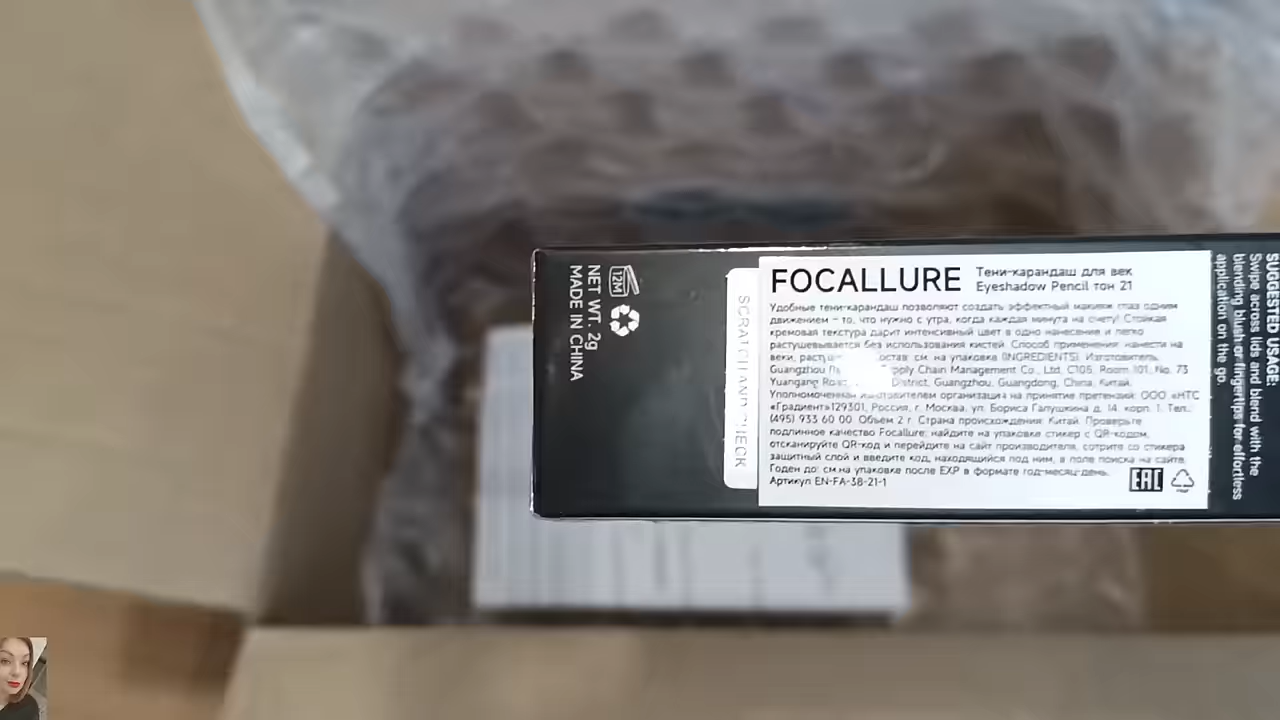 FOCALLURE
Тени-карандаш для век
Eyeshadow Pencil тон 21
Удобные тени-карандаш позволяют создать эффектный макияж глаз одним
движением – то, что нужно с утра, когда каждая минута на счету! Стойкая
кремовая текстура дарит интенсивный цвет в одно нанесение и легко
растушевывается без использования кистей. Способ применения: нанести на
веки, состав: см. на упаковке (INGREDIENTS). Изготовитель:
Guangzhou Chain Management Co., Ltd, C106, Room 101, No. 73
Yuangang District, Guangzhou, Guangdong, China, Китай.
Уполномоченная изготовителем организация на принятие претензий: ООО «НТС
«Градиент»129301, Россия, г. Москва, ул. Бориса Галушкина д. 14 корп. 1. Тел.:
(495) 933 60 00. Объем 2 г. Страна происхождения: Китай. Проверьте
подлинное качество Focallure: найдите на упаковке стикер с QR-кодом,
отсканируйте QR-код и перейдите на сайт производителя, сотрите со стикера
защитный слой и введите код, находящийся под ним, в поле поиска на сайте.
Годен до: см.на упаковке после EXP в формате год-месяц-день.
Артикул EN-FA-38-21-1
EAC
12M
NET WT. 2g
MADE IN CHINA
SCRATCH AND CHECK
SUGGESTED USAGE:
Swipe across lids and blend with the
blending blush or fingertips for effortless
application on the go.